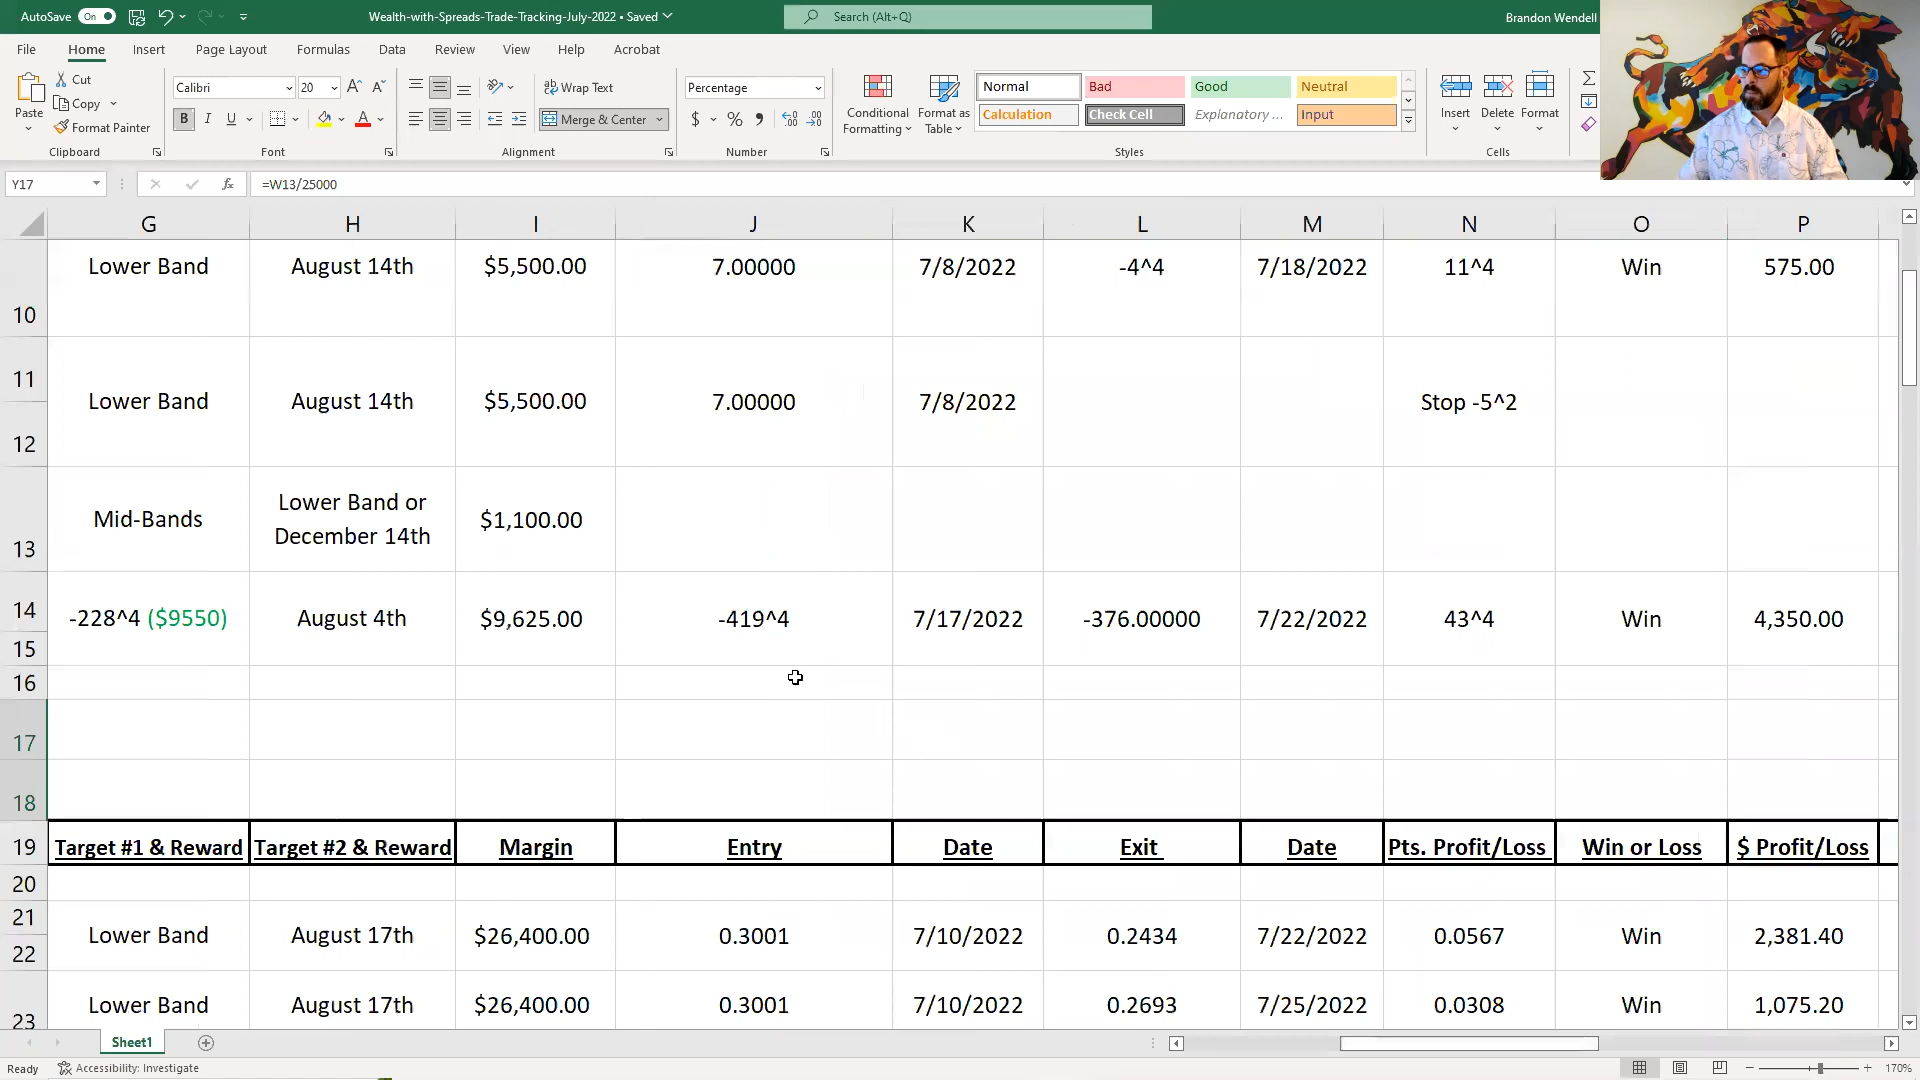 AutoSave On Wealth-with-Spreads-Trade-Tracking-July-2022 • Saved Search (Alt+Q) Brandon Wendell
File Home Insert Page Layout Formulas Data Review View Help Acrobat
Paste Cut Copy Format Painter Clipboard
Calibri 20 A A B I U A Font
Wrap Text Merge & Center Alignment
Percentage $ % Number
Conditional Formatting Format as Table
Normal Bad Good Neutral
Calculation Check Cell Explanatory ... Input
Styles
Insert Delete Format Cells
Y17 fx =W13/25000
G H I J K L M N O P
10 Lower Band August 14th $5,500.00 7.00000 7/8/2022 -4^4 7/18/2022 11^4 Win 575.00
11
12 Lower Band August 14th $5,500.00 7.00000 7/8/2022 Stop -5^2
13 Mid-Bands Lower Band or December 14th $1,100.00
14 -228^4 ($9550) August 4th $9,625.00 -419^4 7/17/2022 -376.00000 7/22/2022 43^4 Win 4,350.00
15
16
17
18
19 Target #1 & Reward Target #2 & Reward Margin Entry Date Exit Date Pts. Profit/Loss Win or Loss $ Profit/Loss
20
21
22 Lower Band August 17th $26,400.00 0.3001 7/10/2022 0.2434 7/22/2022 0.0567 Win 2,381.40
23 Lower Band August 17th $26,400.00 0.3001 7/10/2022 0.2693 7/25/2022 0.0308 Win 1,075.20
Sheet1
Ready Accessibility: Investigate 170%